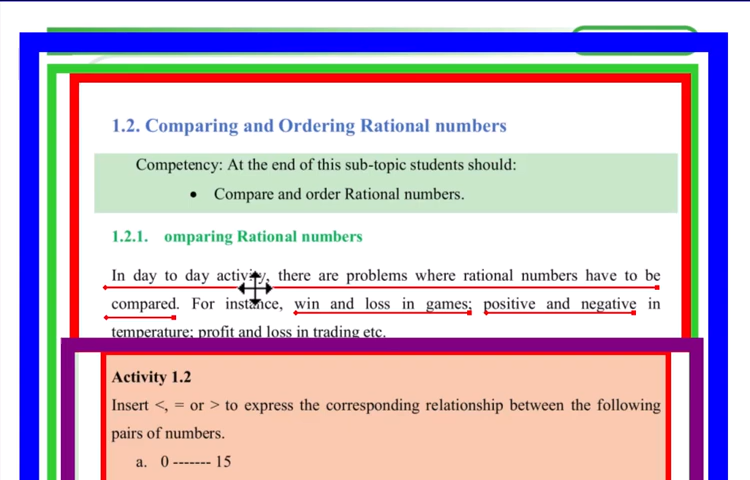 1.2. Comparing and Ordering Rational numbers
Competency: At the end of this sub-topic students should:
• Compare and order Rational numbers.
1.2.1. omparing Rational numbers
In day to day activity, there are problems where rational numbers have to be
compared. For instance, win and loss in games; positive and negative in
temperature; profit and loss in trading etc.
Activity 1.2
Insert <, = or > to express the corresponding relationship between the following
pairs of numbers.
a. 0 ------- 15